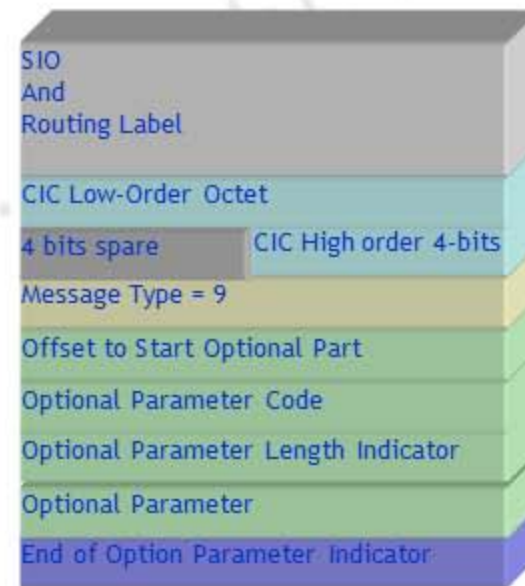 SIO
And
Routing Label
CIC Low-Order Octet
4 bits spare
CIC High order 4-bits
Message Type = 9
Offset to Start Optional Part
Optional Parameter Code
Optional Parameter Length Indicator
Optional Parameter
End of Option Parameter Indicator